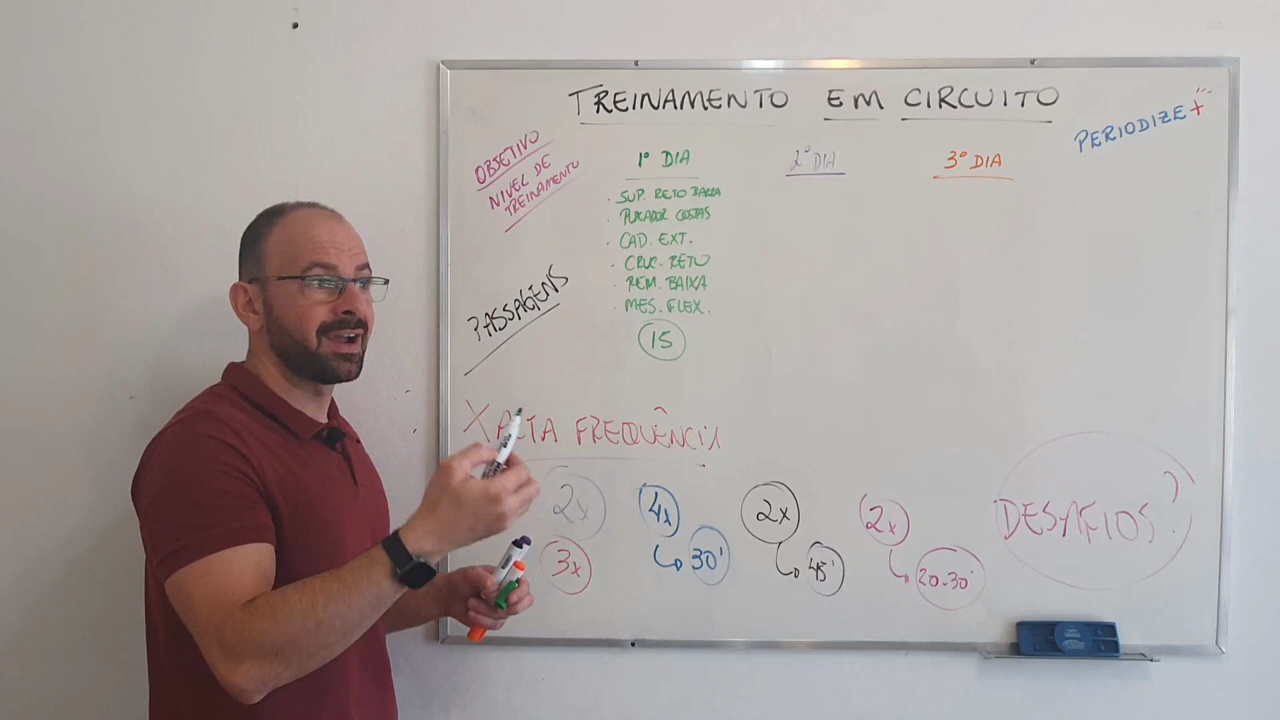 TREINAMENTO EM CIRCUITO
PERIODIZE+
OBJETIVO
NIVEL DE
TREINAMENTO
1º DIA
2º DIA
3º DIA
. SUP. RETO BARRA
. PUXADOR COSTAS
. CAD. EXT.
. CRUC. RETO
. REM. BAIXA
. MES. FLEX.
15
PASSAGENS
X ALTA FREQUÊNCIA
2x
3x
4x
30'
2x
45'
2x
20-30'
DESAFIOS?